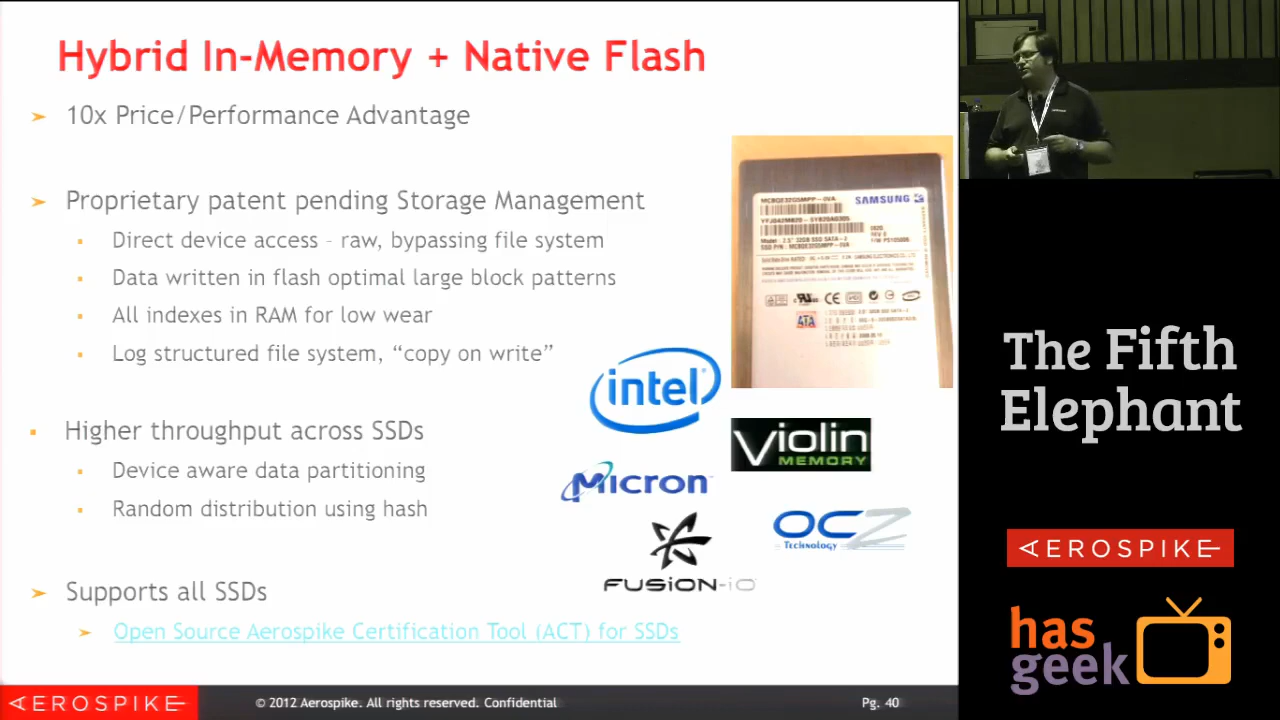 Hybrid In-Memory + Native Flash
➤ 10x Price/Performance Advantage
➤ Proprietary patent pending Storage Management
▪ Direct device access – raw, bypassing file system
▪ Data written in flash optimal large block patterns
▪ All indexes in RAM for low wear
▪ Log structured file system, “copy on write”
▪ Higher throughput across SSDs
▪ Device aware data partitioning
▪ Random distribution using hash
➤ Supports all SSDs
➤ Open Source Aerospike Certification Tool (ACT) for SSDs
SAMSUNG
intel
Violin
MEMORY
Micron
OCZ
Technology
FUSION-iO
AEROSPIKE
© 2012 Aerospike. All rights reserved. Confidential
Pg. 40
The Fifth
Elephant
AEROSPIKE
has
geek